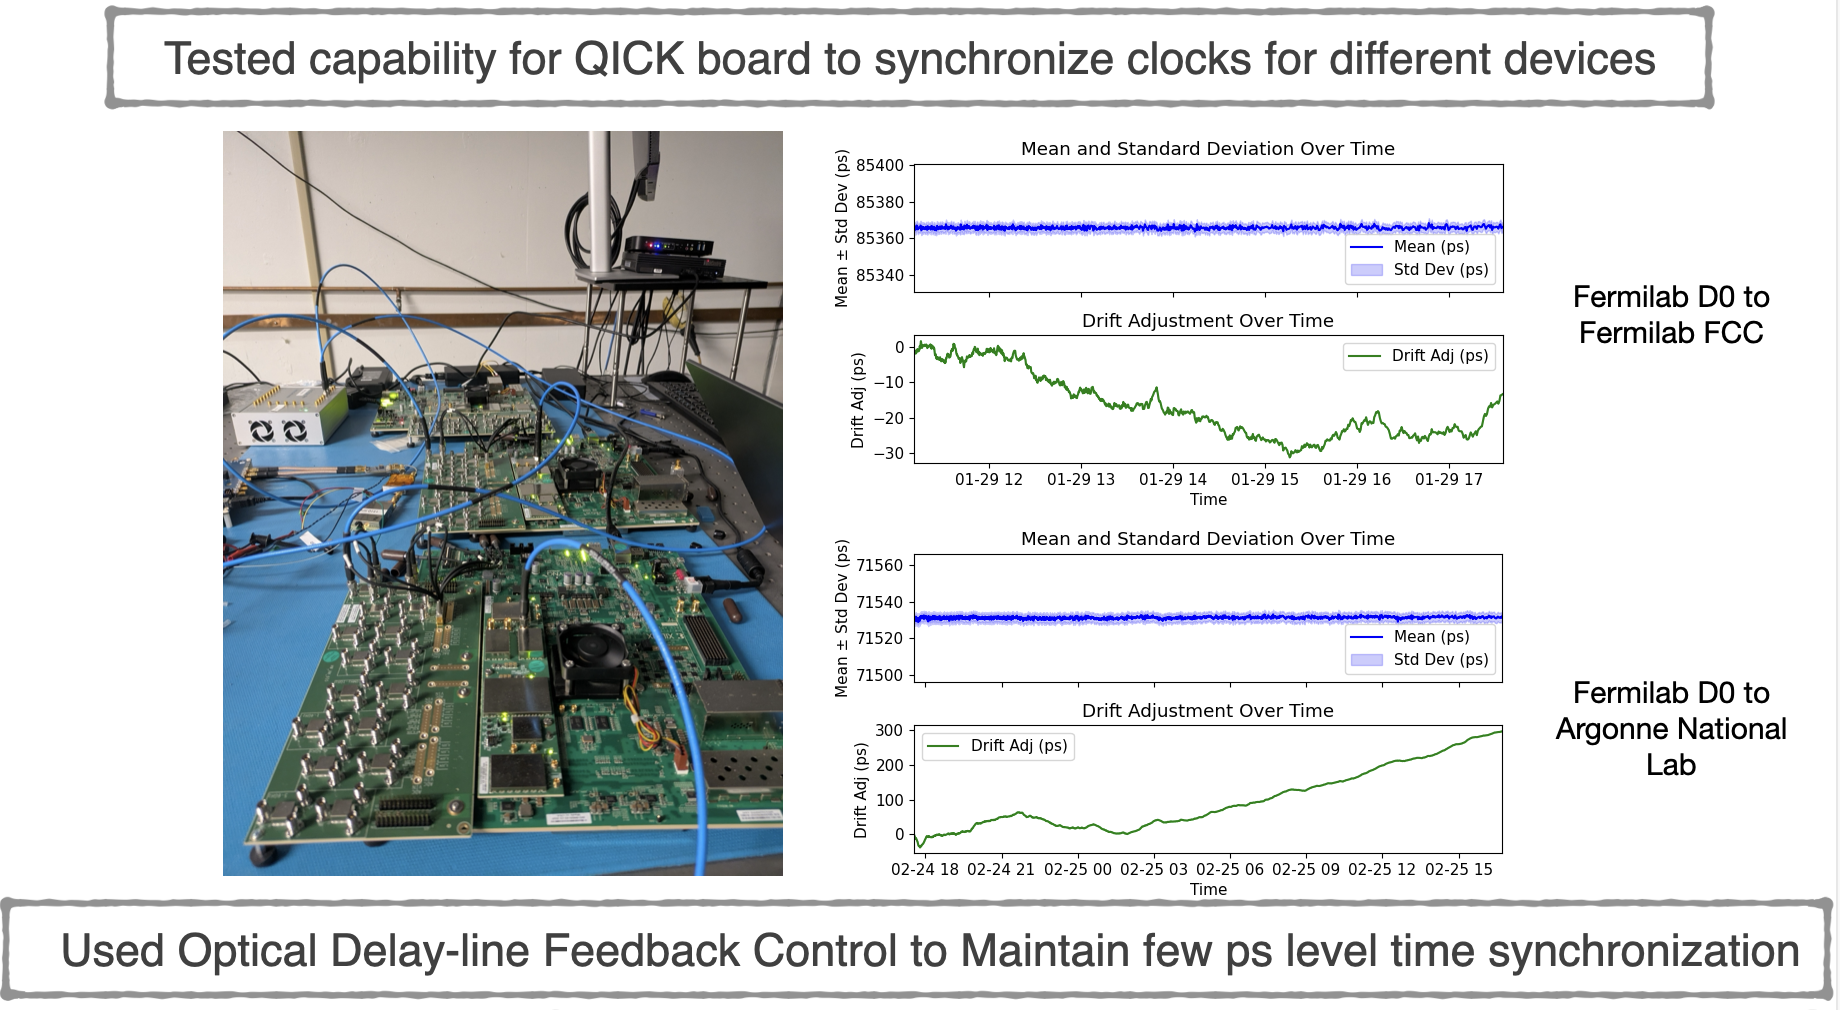 Tested capability for QICK board to synchronize clocks for different devices
Mean and Standard Deviation Over Time
Mean ± Std Dev (ps)
85400
85380
85360
85340
Mean (ps)
Std Dev (ps)
Drift Adjustment Over Time
Drift Adj (ps)
0
−10
−20
−30
Drift Adj (ps)
01-29 12 01-29 13 01-29 14 01-29 15 01-29 16 01-29 17
Time
Fermilab D0 to
Fermilab FCC
Mean and Standard Deviation Over Time
Mean ± Std Dev (ps)
71560
71540
71520
71500
Mean (ps)
Std Dev (ps)
Drift Adjustment Over Time
Drift Adj (ps)
300
200
100
0
Drift Adj (ps)
02-24 18 02-24 21 02-25 00 02-25 03 02-25 06 02-25 09 02-25 12 02-25 15
Time
Fermilab D0 to
Argonne National
Lab
Used Optical Delay-line Feedback Control to Maintain few ps level time synchronization